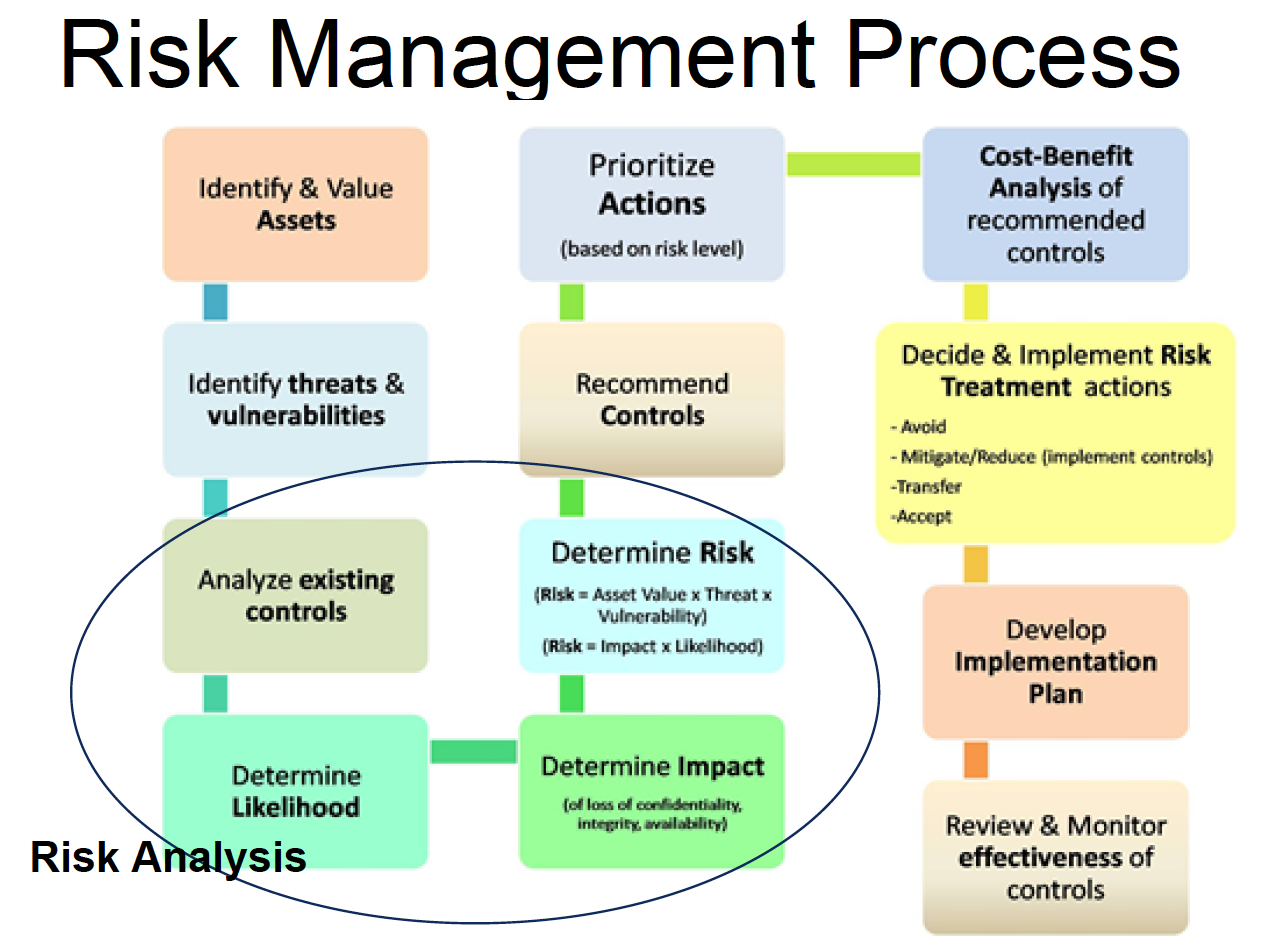 Risk Management Process
Identify & Value
Assets
Identify threats &
vulnerabilities
Analyze existing
controls
Determine
Likelihood
Risk Analysis
Prioritize
Actions
(based on risk level)
Recommend
Controls
Determine Risk
(Risk = Asset Value x Threat x
Vulnerability)
(Risk = Impact x Likelihood)
Determine Impact
(of loss of confidentiality,
integrity, availability)
Cost-Benefit
Analysis of
recommended
controls
Decide & Implement Risk
Treatment actions
- Avoid
- Mitigate/Reduce (implement controls)
-Transfer
-Accept
Develop
Implementation
Plan
Review & Monitor
effectiveness of
controls